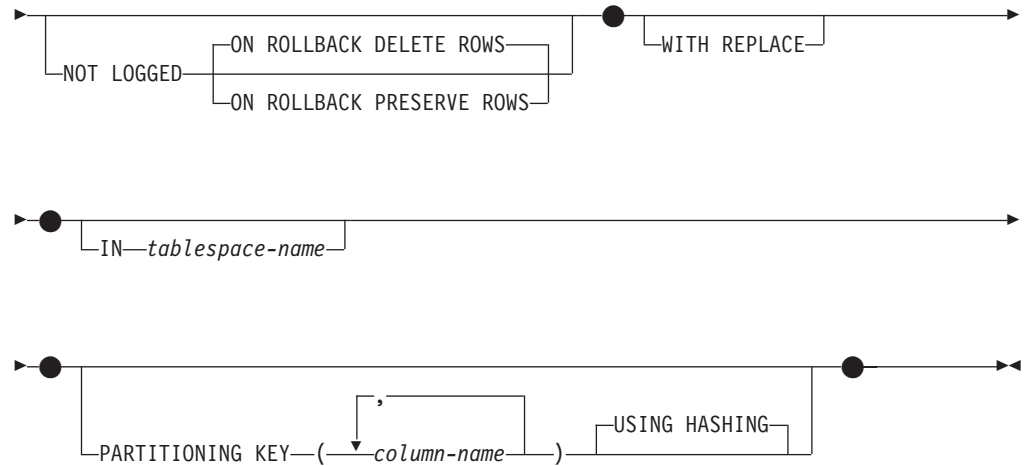 ON ROLLBACK DELETE ROWS
WITH REPLACE
NOT LOGGED
ON ROLLBACK PRESERVE ROWS
IN tablespace-name
,
USING HASHING
PARTITIONING KEY ( column-name )